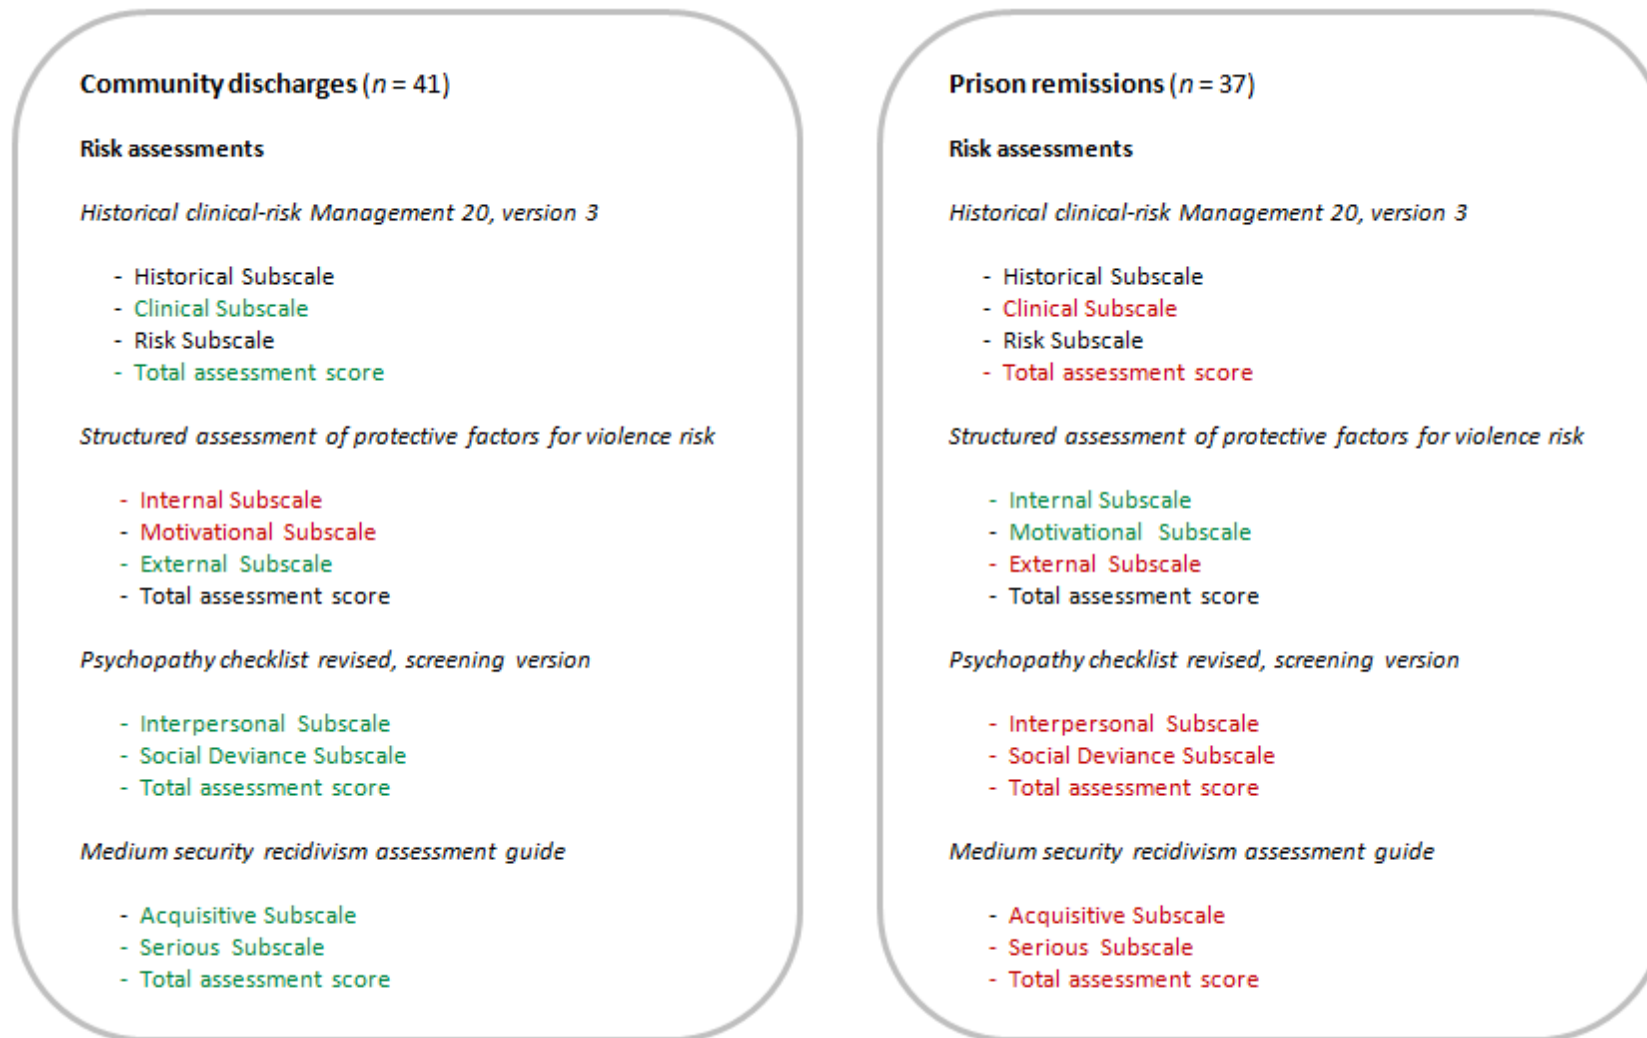 Community discharges (n = 41)
Risk assessments
Historical clinical-risk Management 20, version 3
- Historical Subscale
- Clinical Subscale
- Risk Subscale
- Total assessment score
Structured assessment of protective factors for violence risk
- Internal Subscale
- Motivational Subscale
- External Subscale
- Total assessment score
Psychopathy checklist revised, screening version
- Interpersonal Subscale
- Social Deviance Subscale
- Total assessment score
Medium security recidivism assessment guide
- Acquisitive Subscale
- Serious Subscale
- Total assessment score
Prison remissions (n = 37)
Risk assessments
Historical clinical-risk Management 20, version 3
- Historical Subscale
- Clinical Subscale
- Risk Subscale
- Total assessment score
Structured assessment of protective factors for violence risk
- Internal Subscale
- Motivational Subscale
- External Subscale
- Total assessment score
Psychopathy checklist revised, screening version
- Interpersonal Subscale
- Social Deviance Subscale
- Total assessment score
Medium security recidivism assessment guide
- Acquisitive Subscale
- Serious Subscale
- Total assessment score